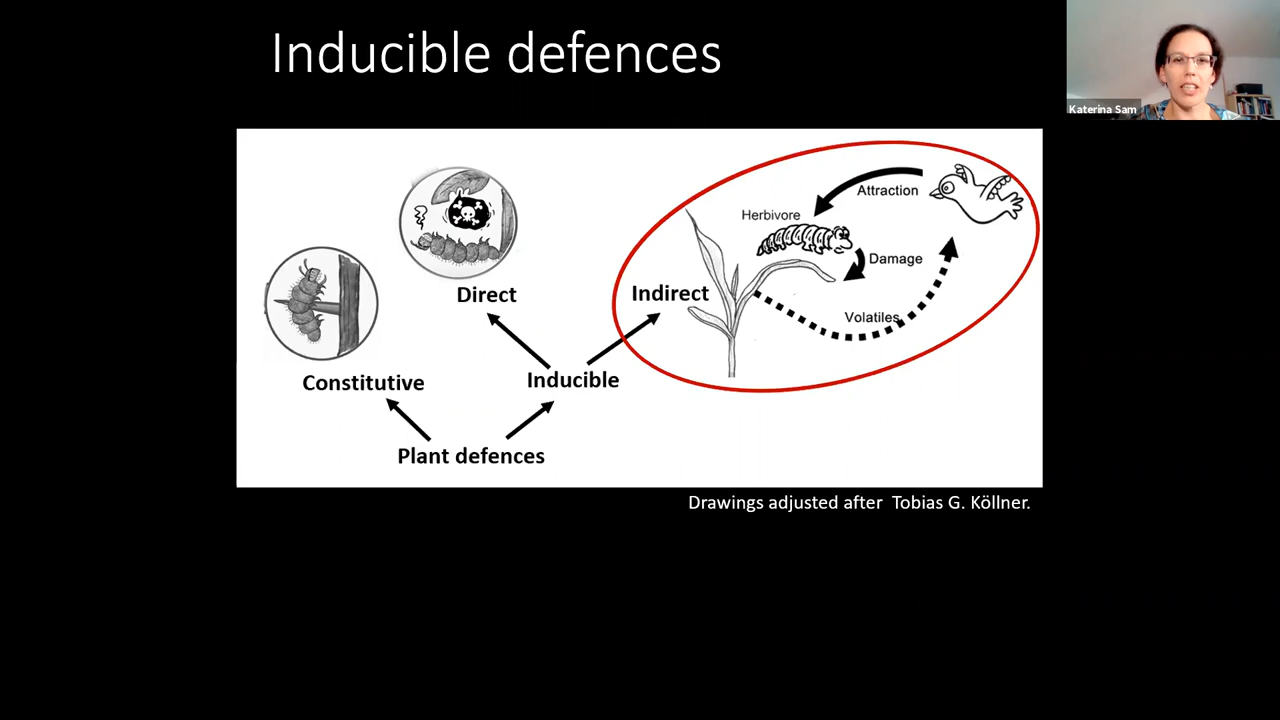 Inducible defences
Katerina Sam
Attraction
Herbivore
Damage
Direct
Indirect
Volatiles
Constitutive
Inducible
Plant defences
Drawings adjusted after Tobias G. Köllner.